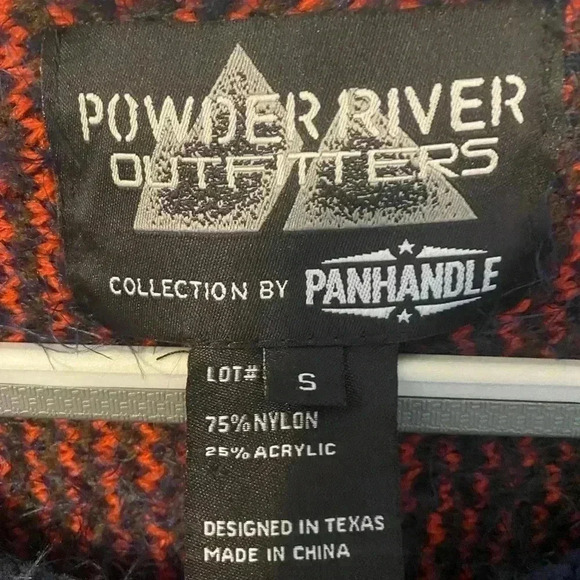 POWDER RIVER
OUTFITTERS
COLLECTION BY PANHANDLE
LOT# S
75% NYLON
25% ACRYLIC
DESIGNED IN TEXAS
MADE IN CHINA